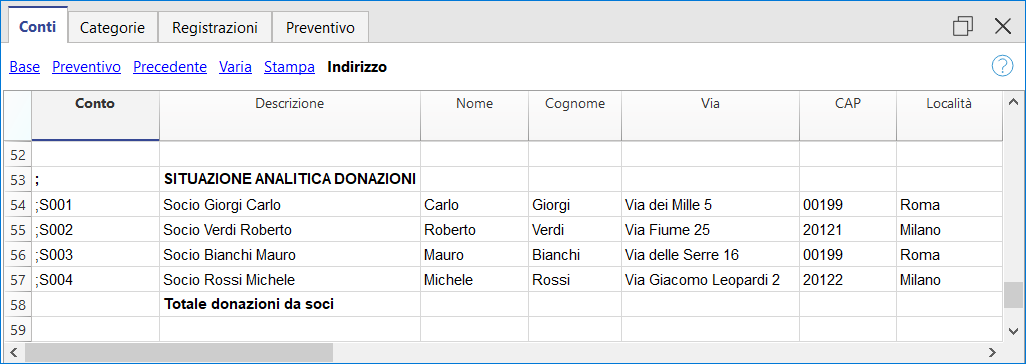 Conti Categorie Registrazioni Preventivo
Base Preventivo Precedente Varia Stampa Indirizzo ?
Conto Descrizione Nome Cognome Via CAP Località
52
53 ; SITUAZIONE ANALITICA DONAZIONI
54 ;S001 Socio Giorgi Carlo Carlo Giorgi Via dei Mille 5 00199 Roma
55 ;S002 Socio Verdi Roberto Roberto Verdi Via Fiume 25 20121 Milano
56 ;S003 Socio Bianchi Mauro Mauro Bianchi Via delle Serre 16 00199 Roma
57 ;S004 Socio Rossi Michele Michele Rossi Via Giacomo Leopardi 2 20122 Milano
58 Totale donazioni da soci
59